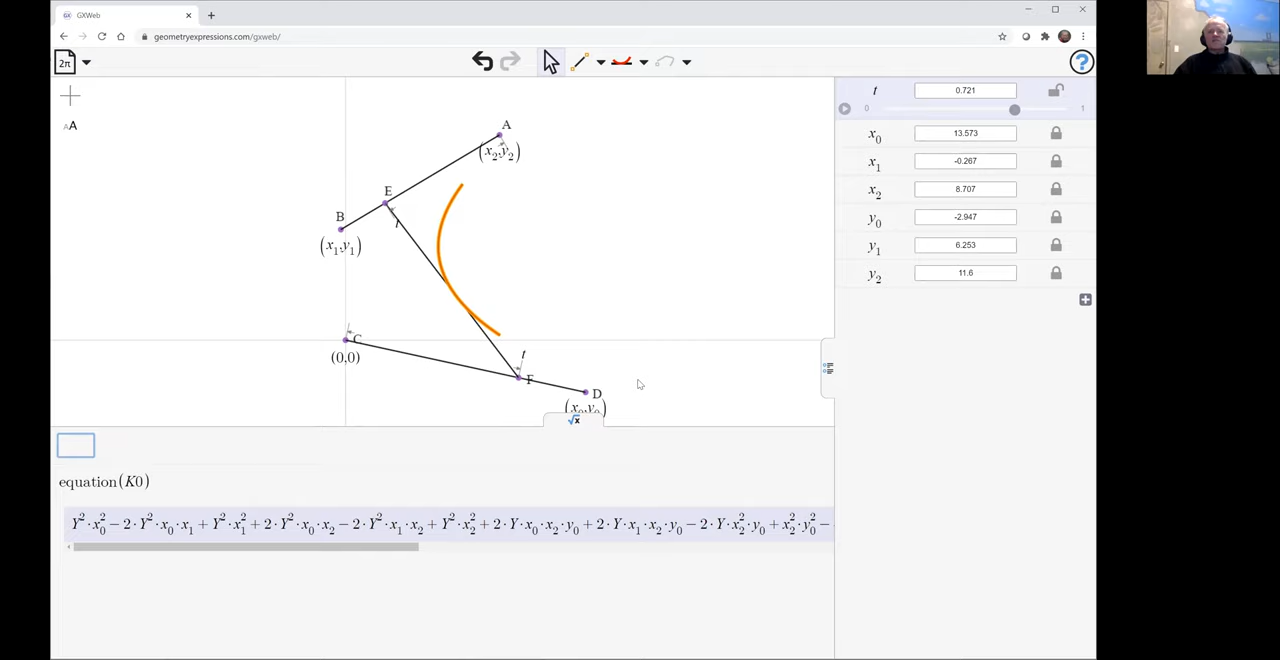 GXWeb
geometryexpressions.com/gxweb/
2π
?
A
A
A
(x₂,y₂)
E
B
(x₁,y₁)
t
C
(0,0)
t
F
D
(x₀,y₀)
√x
t 0.721
0 1
x₀ 13.573
x₁ -0.267
x₂ 8.707
y₀ -2.947
y₁ 6.253
y₂ 11.6
equation(K0)
Y²·x₀²−2·Y²·x₀·x₁+Y²·x₁²+2·Y²·x₀·x₂−2·Y²·x₁·x₂+Y²·x₂²+2·Y·x₀·x₂·y₀+2·Y·x₁·x₂·y₀−2·Y·x₂²·y₀+x₂²·y₀²−